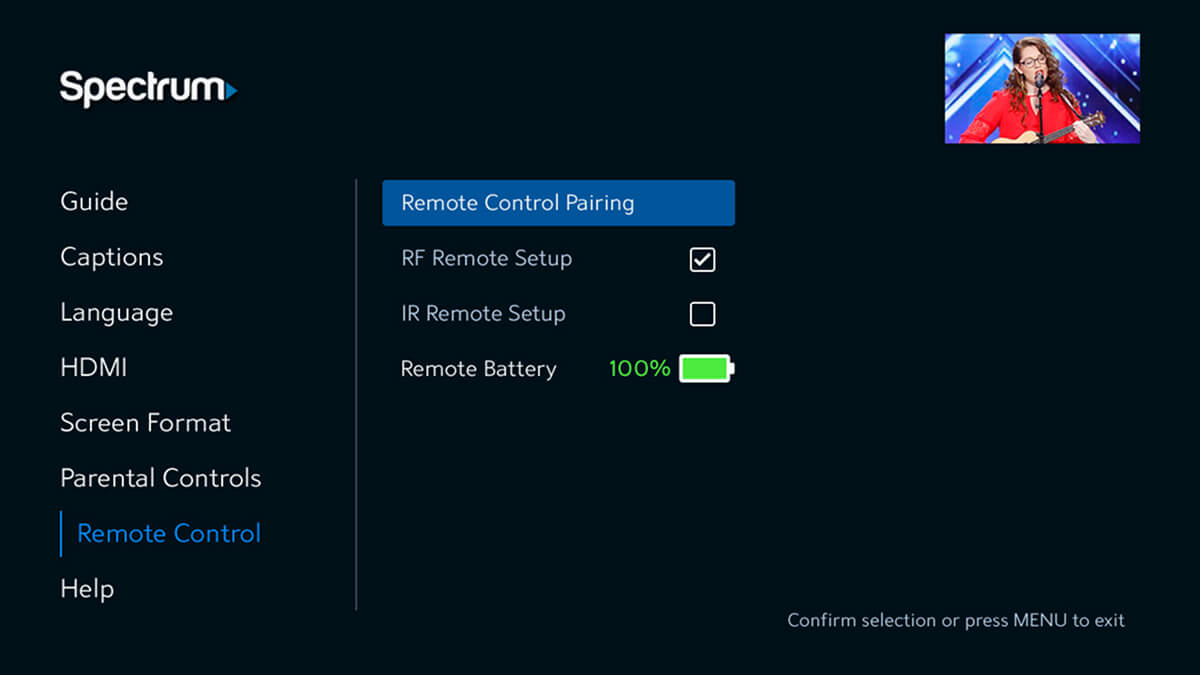 Spectrum
Guide
Captions
Language
HDMI
Screen Format
Parental Controls
Remote Control
Help
Remote Control Pairing
RF Remote Setup
IR Remote Setup
Remote Battery 100%
Confirm selection or press MENU to exit